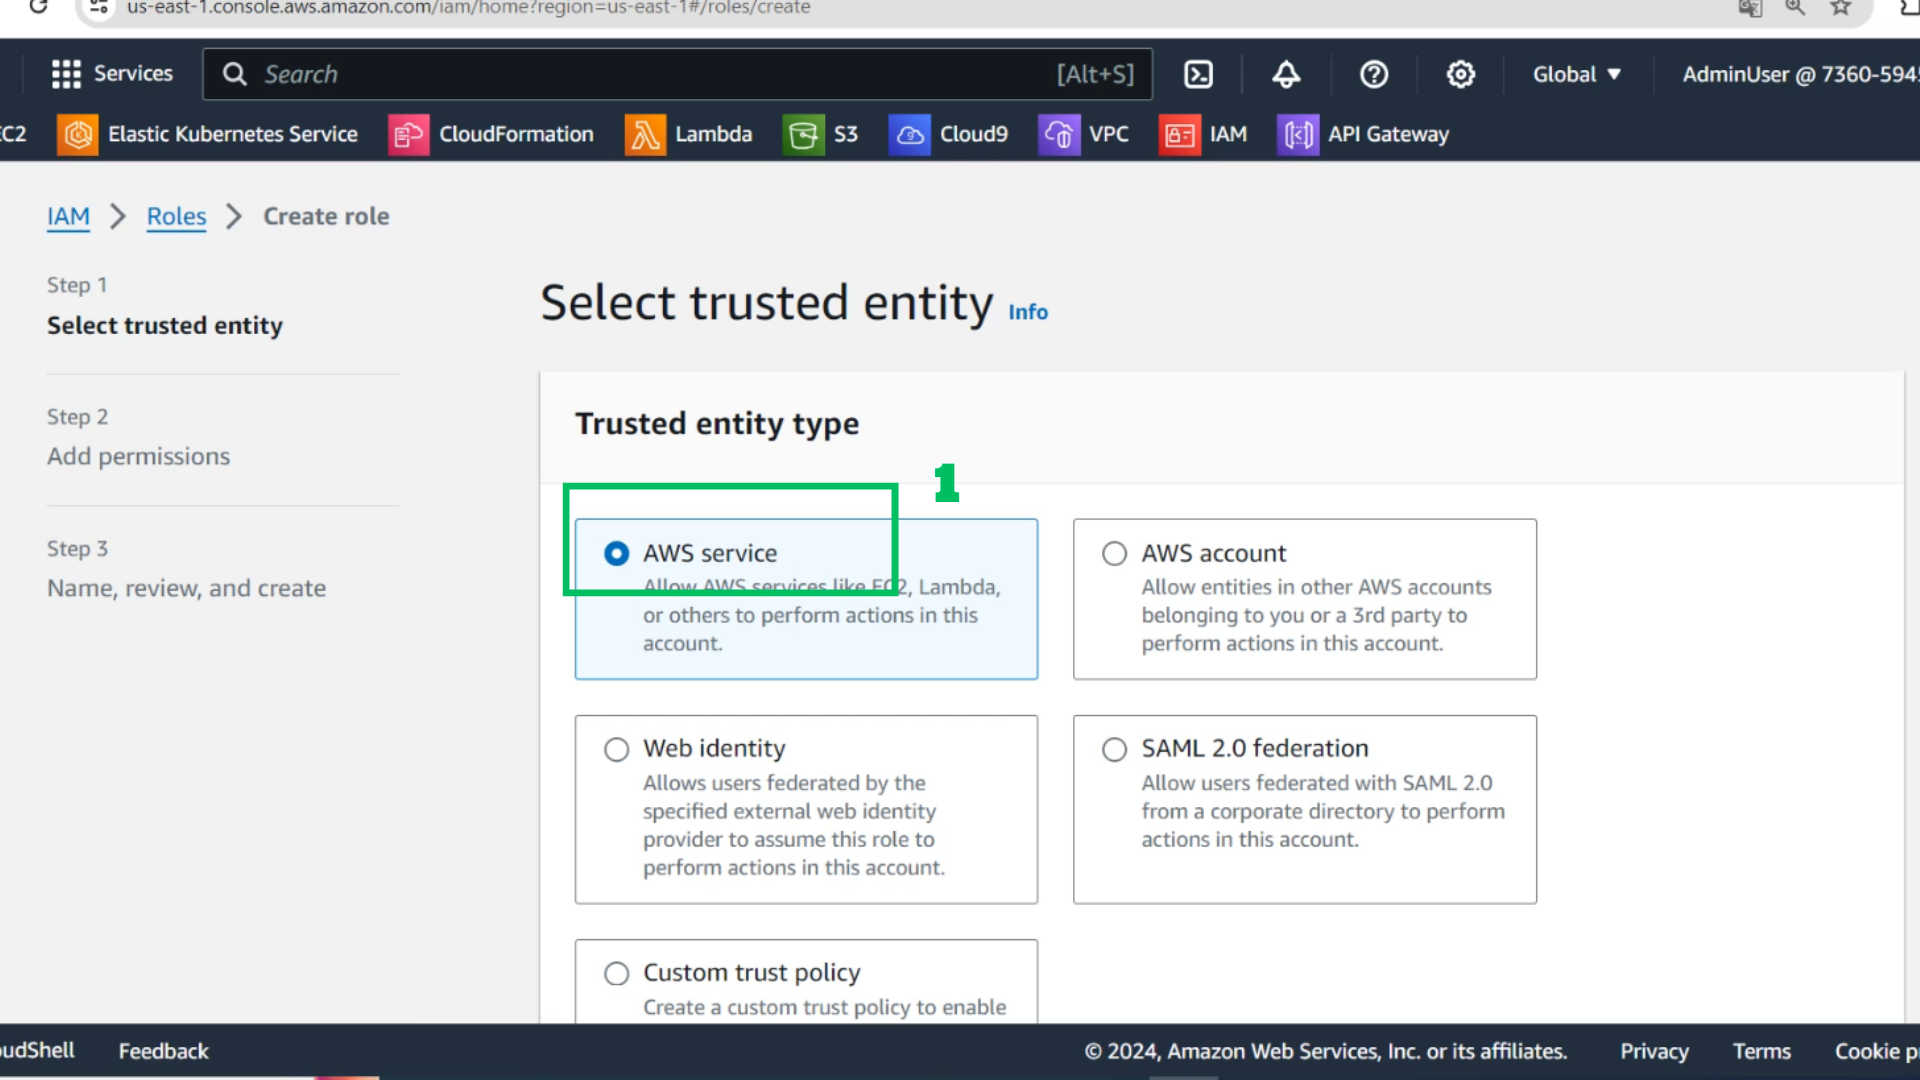 us-east-1.console.aws.amazon.com/iam/home?region=us-east-1#/roles/create
Services
Search
[Alt+S]
Global
AdminUser @ 7360-5945
EC2
Elastic Kubernetes Service
CloudFormation
Lambda
S3
Cloud9
VPC
IAM
API Gateway
IAM > Roles > Create role
Step 1
Select trusted entity
Step 2
Add permissions
Step 3
Name, review, and create
Select trusted entity Info
Trusted entity type
1
AWS service
Allow AWS services like EC2, Lambda,
or others to perform actions in this
account.
AWS account
Allow entities in other AWS accounts
belonging to you or a 3rd party to
perform actions in this account.
Web identity
Allows users federated by the
specified external web identity
provider to assume this role to
perform actions in this account.
SAML 2.0 federation
Allow users federated with SAML 2.0
from a corporate directory to perform
actions in this account.
Custom trust policy
Create a custom trust policy to enable
oudShell
Feedback
© 2024, Amazon Web Services, Inc. or its affiliates.
Privacy
Terms
Cookie p